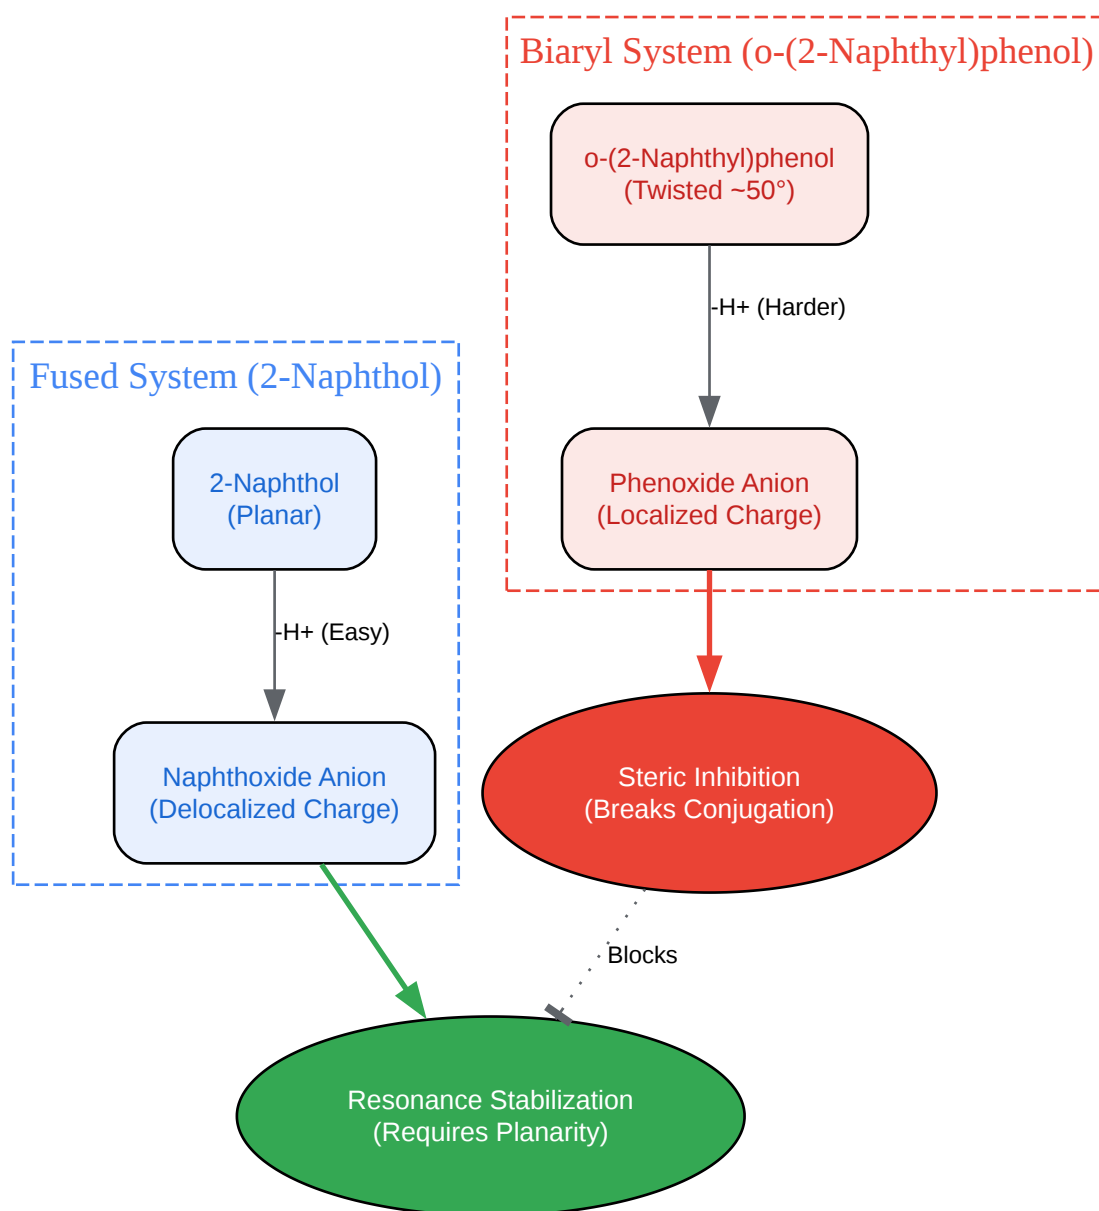 Biaryl System (o-(2-Naphthyl)phenol)
o-(2-Naphthyl)phenol
(Twisted ~50°)
-H+ (Harder)
Phenoxide Anion
(Localized Charge)
Fused System (2-Naphthol)
2-Naphthol
(Planar)
-H+ (Easy)
Naphthoxide Anion
(Delocalized Charge)
Steric Inhibition
(Breaks Conjugation)
Blocks
Resonance Stabilization
(Requires Planarity)